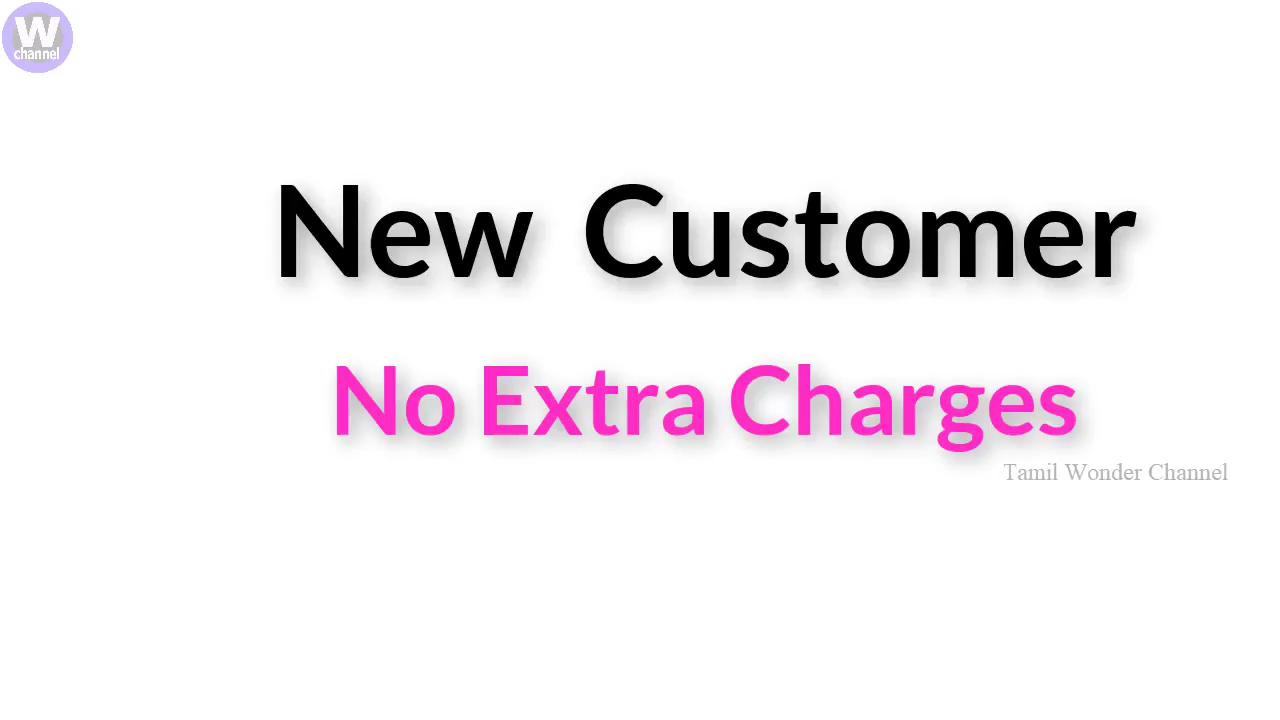 W
channel
New Customer
No Extra Charges
Tamil Wonder Channel